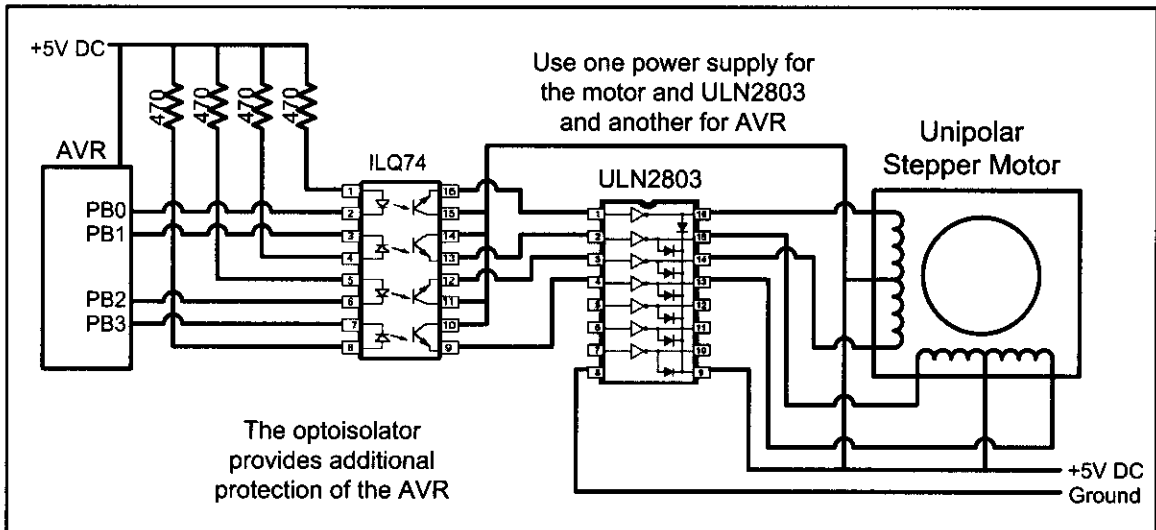 +5V DC
470
470
470
470
Use one power supply for
the motor and ULN2803
and another for AVR
Unipolar
Stepper Motor
AVR
PB0
PB1
PB2
PB3
ILQ74
1
2
3
4
5
6
7
8
16
15
14
13
12
11
10
9
ULN2803
1
2
3
4
5
6
7
8
16
15
14
13
12
11
10
9
The optoisolator
provides additional
protection of the AVR
+5V DC
Ground